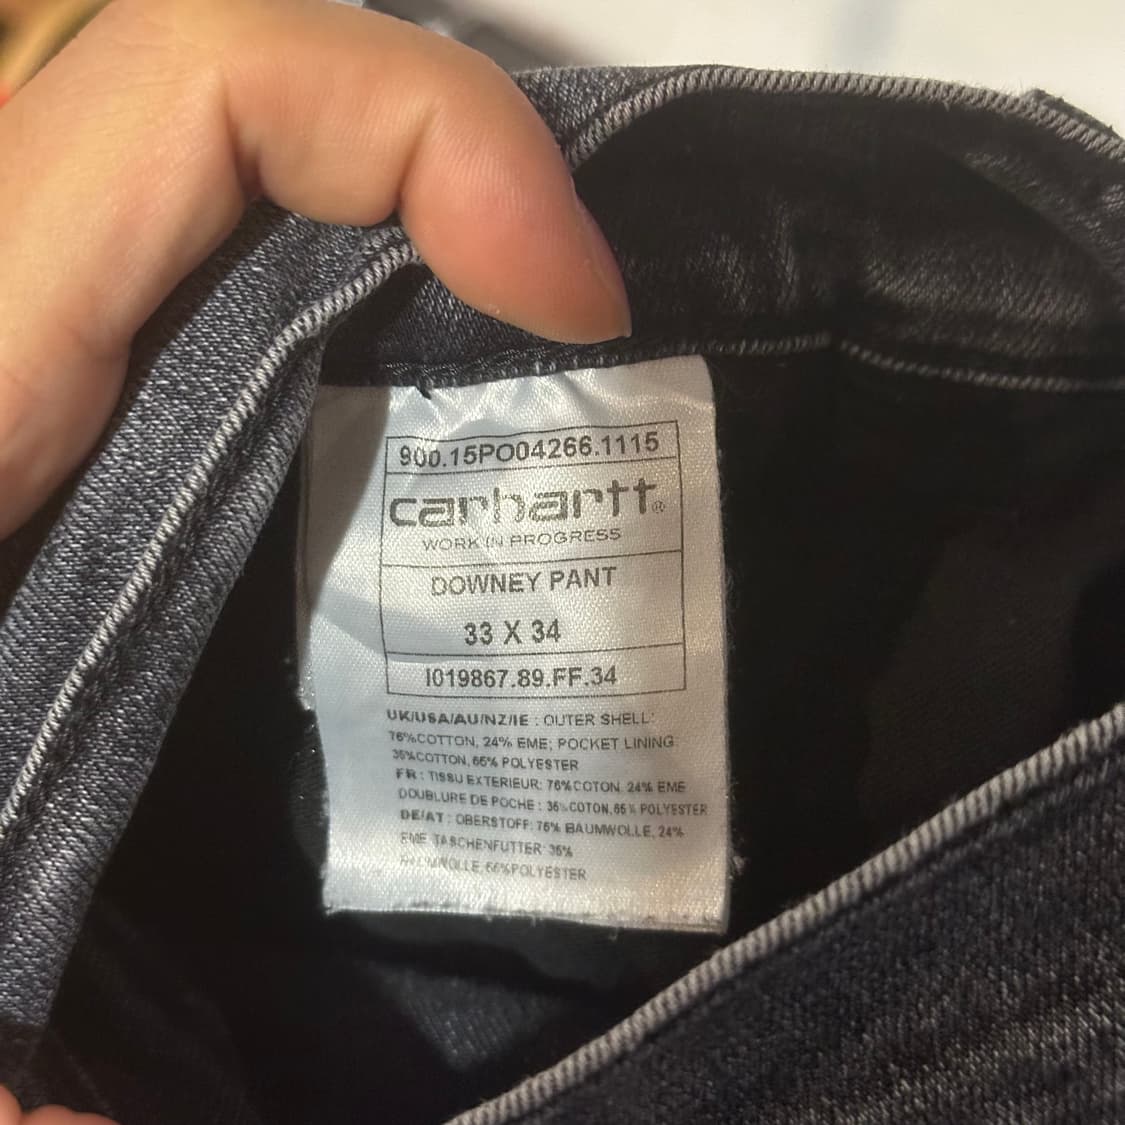 900.15PO04266.1115
carhartt®
WORK IN PROGRESS
DOWNEY PANT
33 X 34
I019867.89.FF.34
UK/USA/AU/NZ/IE : OUTER SHELL:
76%COTTON, 24% EME; POCKET LINING
35%COTTON,65% POLYESTER
FR : TISSU EXTERIEUR: 76%COTON 24% EME
DOUBLURE DE POCHE : 35%COTON,65% POLYESTER
DE/AT : OBERSTOFF: 76% BAUMWOLLE, 24%
EME TASCHENFUTTER: 35%
BAUMWOLLE, 65%POLYESTER